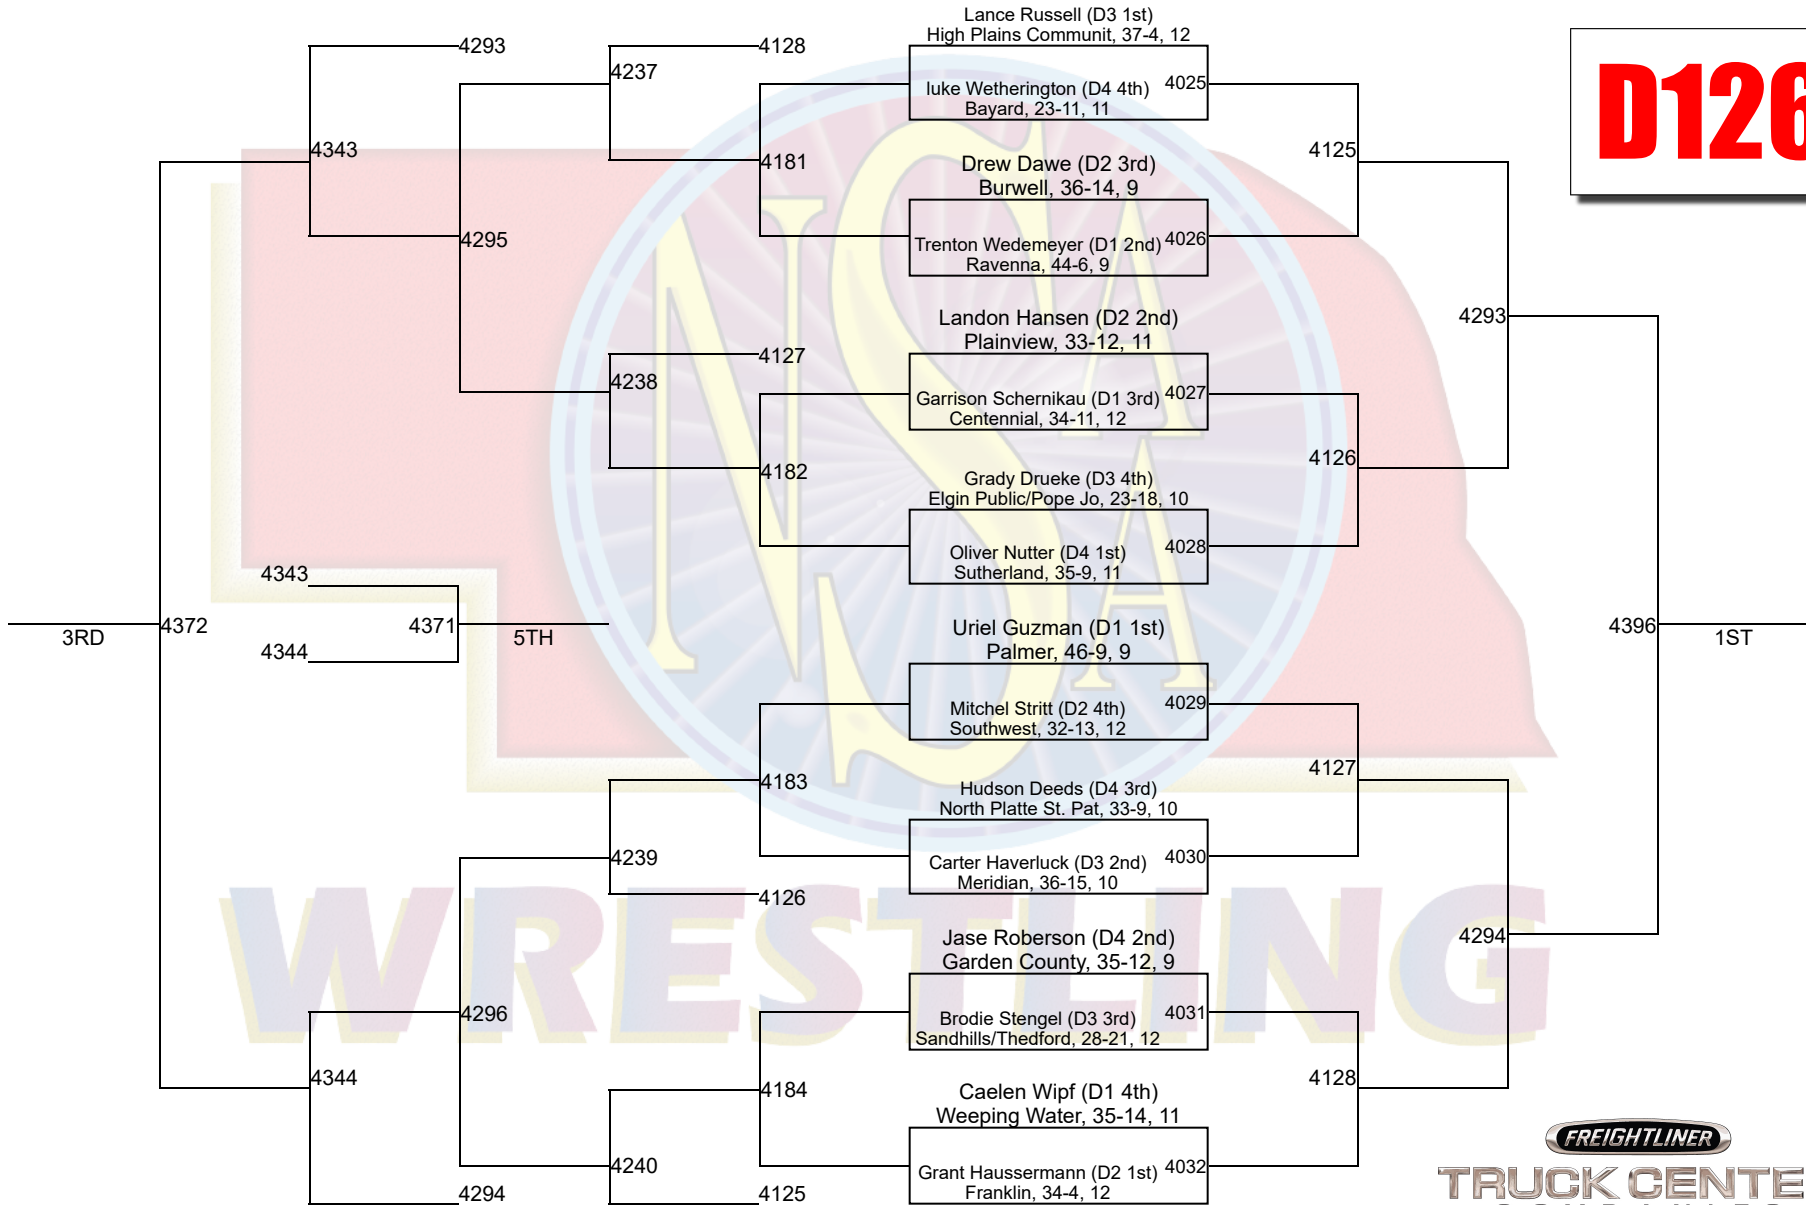 Lance Russell (D3 1st)
High Plains Communit, 37-4, 12
luke Wetherington (D4 4th)
Bayard, 23-11, 11
4025
Drew Dawe (D2 3rd)
Burwell, 36-14, 9
Trenton Wedemeyer (D1 2nd)
Ravenna, 44-6, 9
4026
Landon Hansen (D2 2nd)
Plainview, 33-12, 11
Garrison Schernikau (D1 3rd)
Centennial, 34-11, 12
4027
Grady Drueke (D3 4th)
Elgin Public/Pope Jo, 23-18, 10
Oliver Nutter (D4 1st)
Sutherland, 35-9, 11
4028
Uriel Guzman (D1 1st)
Palmer, 46-9, 9
Mitchel Stritt (D2 4th)
Southwest, 32-13, 12
4029
Hudson Deeds (D4 3rd)
North Platte St. Pat, 33-9, 10
Carter Haverluck (D3 2nd)
Meridian, 36-15, 10
4030
Jase Roberson (D4 2nd)
Garden County, 35-12, 9
Brodie Stengel (D3 3rd)
Sandhills/Thedford, 28-21, 12
4031
Caelen Wipf (D1 4th)
Weeping Water, 35-14, 11
Grant Haussermann (D2 1st)
Franklin, 34-4, 12
4032
4125
4126
4127
4128
4293
4294
4396
1ST
D126
4293
4128
4237
4343
4181
4295
4127
4238
4182
4343
4372
3RD
4371
5TH
4344
4183
4239
4126
4296
4344
4184
4240
4294
4125
NSAA
WRESTLING
FREIGHTLINER
TRUCK CENTE